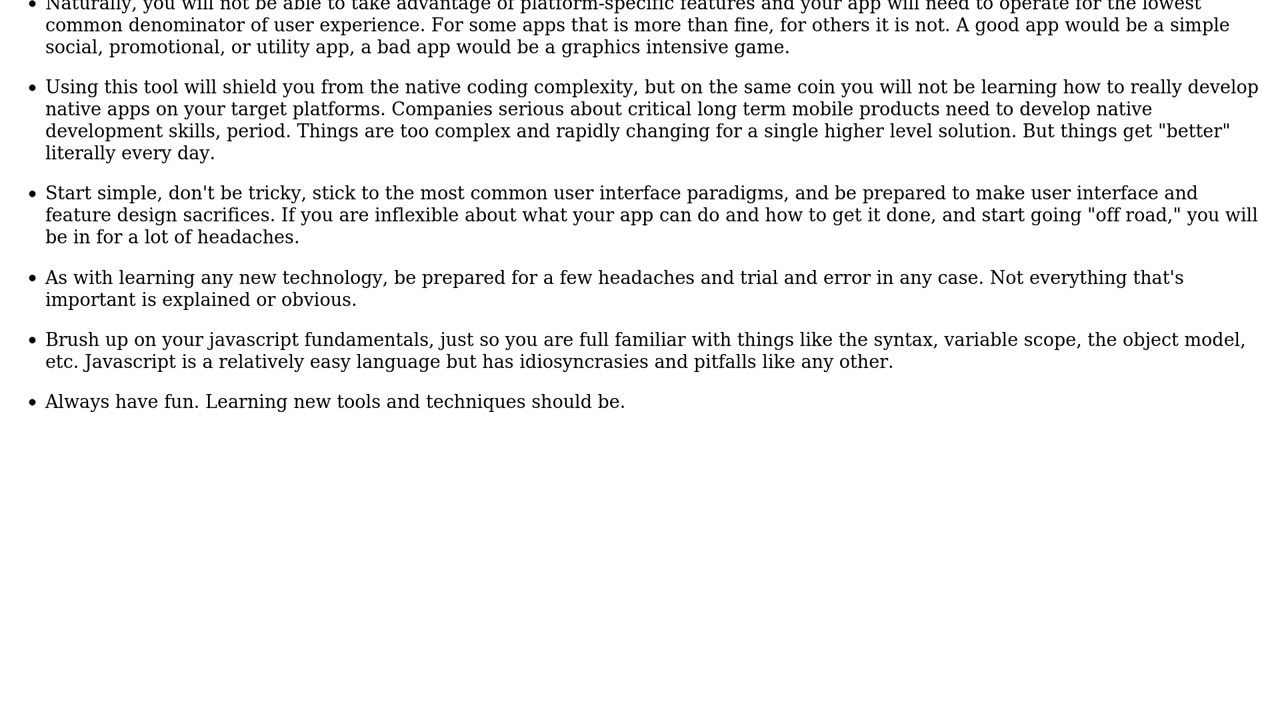 Naturally, you will not be able to take advantage of platform-specific features and your app will need to operate for the lowest
common denominator of user experience. For some apps that is more than fine, for others it is not. A good app would be a simple
social, promotional, or utility app, a bad app would be a graphics intensive game.
Using this tool will shield you from the native coding complexity, but on the same coin you will not be learning how to really develop
native apps on your target platforms. Companies serious about critical long term mobile products need to develop native
development skills, period. Things are too complex and rapidly changing for a single higher level solution. But things get "better"
literally every day.
Start simple, don't be tricky, stick to the most common user interface paradigms, and be prepared to make user interface and
feature design sacrifices. If you are inflexible about what your app can do and how to get it done, and start going "off road," you will
be in for a lot of headaches.
As with learning any new technology, be prepared for a few headaches and trial and error in any case. Not everything that's
important is explained or obvious.
Brush up on your javascript fundamentals, just so you are full familiar with things like the syntax, variable scope, the object model,
etc. Javascript is a relatively easy language but has idiosyncrasies and pitfalls like any other.
Always have fun. Learning new tools and techniques should be.